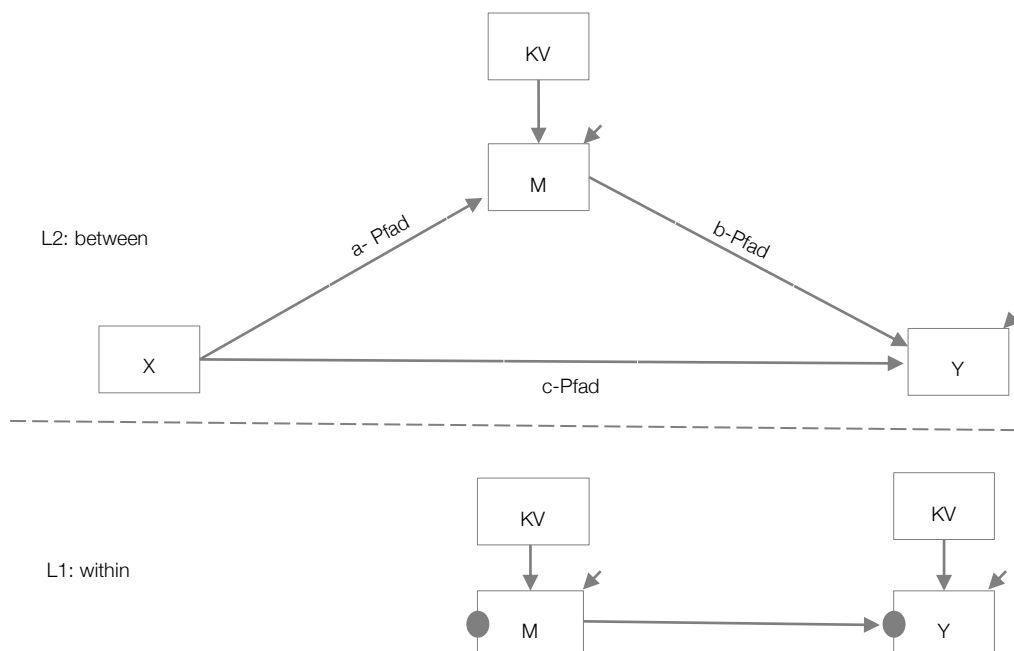 KV
M
L2: between
a- Pfad
b-Pfad
X
Y
c-Pfad
KV
KV
L1: within
M
Y